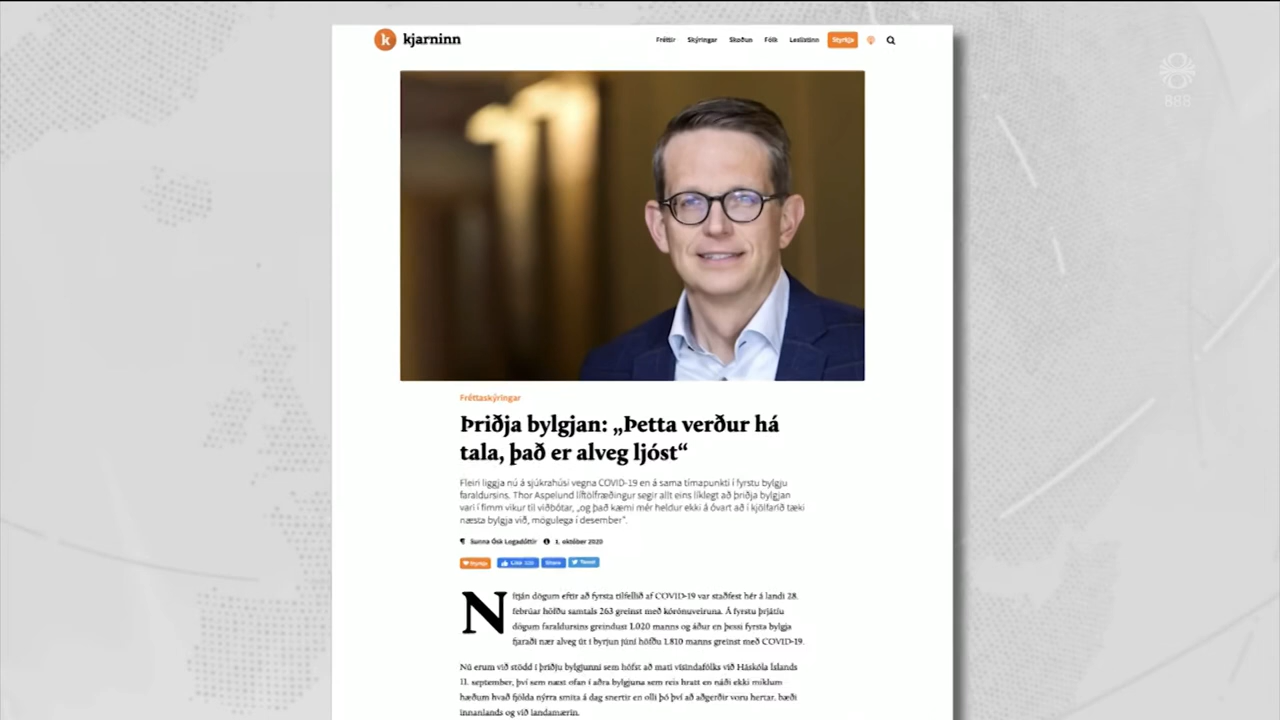 kjarninn
Fréttir Skýringar Skoðun Fólk Leslistinn Styrkja
888
Fréttaskýringar
Þriðja bylgjan: „Þetta verður há
tala, það er alveg ljóst“
Fleiri liggja nú á sjúkrahúsi vegna COVID-19 en á sama tímapunkti í fyrstu bylgju
faraldursins. Thor Aspelund líftölfræðingur segir allt eins líklegt að þriðja bylgjan
vari í fimm vikur til viðbótar, „og það kæmi mér heldur ekki á óvart að í kjölfarið tæki
næsta bylgja við, mögulega í desember“.
Sunna Ósk Logadóttir 1. október 2020
Styrkja Like Share Tweet
Nítján dögum eftir að fyrsta tilfellið af COVID-19 var staðfest hér á landi 28.
febrúar höfðu samtals 263 greinst með kórónuveiruna. Á fyrstu þrjátíu
dögum faraldursins greindust 1.020 manns og áður en þessi fyrsta bylgja
fjaraði nær alveg út í byrjun júní höfðu 1.810 manns greinst með COVID-19.
Nú erum við stödd í þriðju bylgjunni sem hófst að mati vísindafólks við Háskóla Íslands
11. september, því sem næst ofan í aðra bylgjuna sem reis hratt en náði ekki miklum
hæðum hvað fjölda nýrra smita á dag snertir en olli þó því að aðgerðir voru hertar, bæði
innanlands og við landamærin.